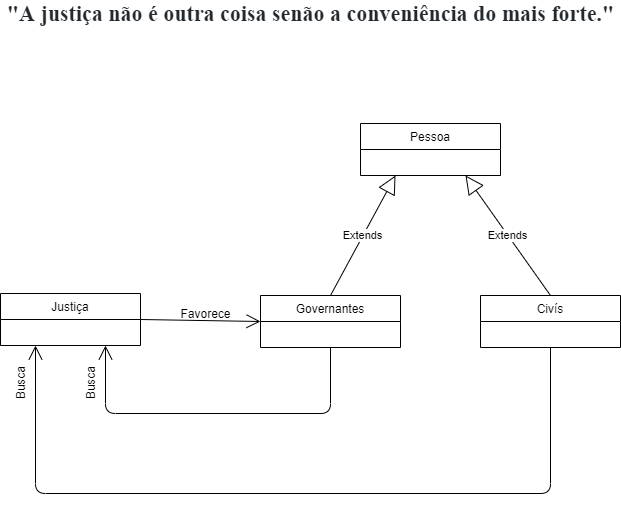 "A justiça não é outra coisa senão a conveniência do mais forte."
Pessoa
Extends
Extends
Justiça
Favorece
Governantes
Civís
Busca
Busca